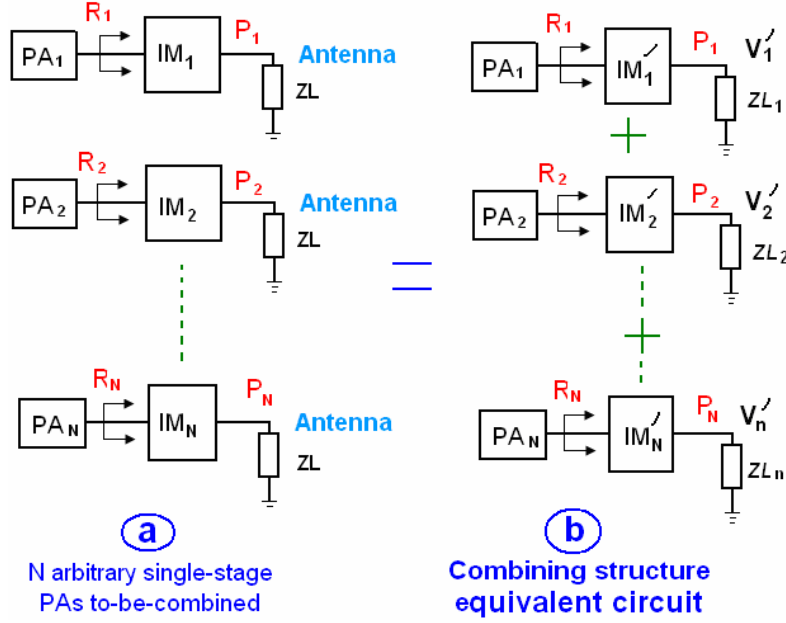 R1 P1 R1 P1 V1′
PA1 IM1 Antenna PA1 IM1′
ZL ZL1
+
R2 P2 R2 P2 V2′
PA2 IM2 Antenna PA2 IM2′
ZL ZL2
=
+
RN PN RN PN Vn′
PAN IMN Antenna PAN IMN′
ZL ZLn
a b
N arbitrary single-stage Combining structure
PAs to-be-combined equivalent circuit